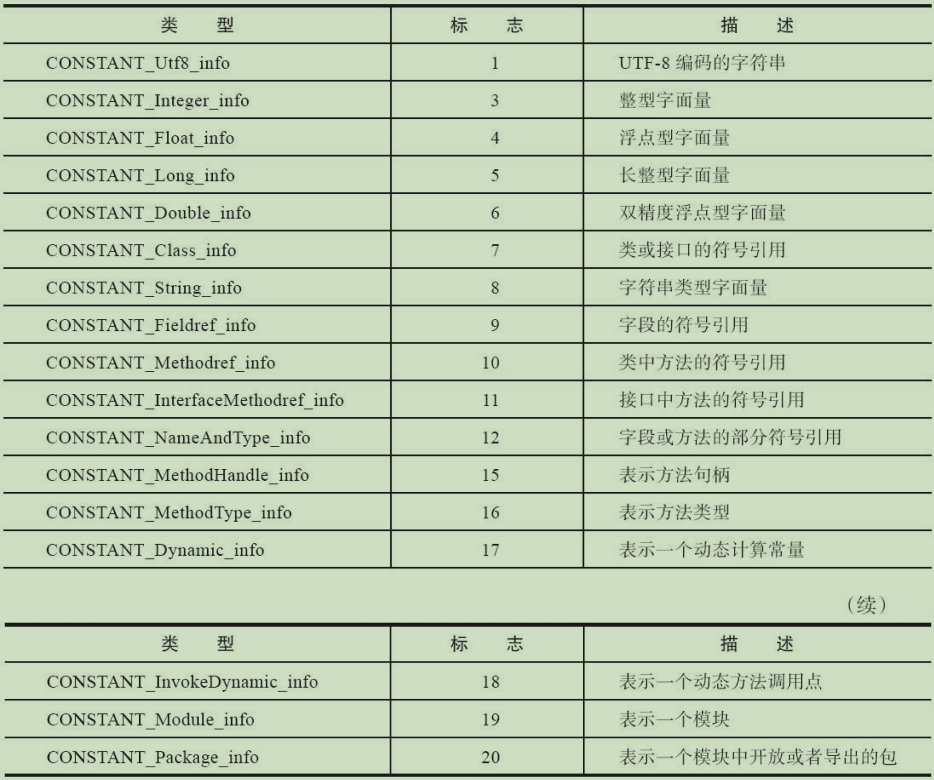 类 型 标 志 描 述
CONSTANT_Utf8_info 1 UTF-8 编码的字符串
CONSTANT_Integer_info 3 整型字面量
CONSTANT_Float_info 4 浮点型字面量
CONSTANT_Long_info 5 长整型字面量
CONSTANT_Double_info 6 双精度浮点型字面量
CONSTANT_Class_info 7 类或接口的符号引用
CONSTANT_String_info 8 字符串类型字面量
CONSTANT_Fieldref_info 9 字段的符号引用
CONSTANT_Methodref_info 10 类中方法的符号引用
CONSTANT_InterfaceMethodref_info 11 接口中方法的符号引用
CONSTANT_NameAndType_info 12 字段或方法的部分符号引用
CONSTANT_MethodHandle_info 15 表示方法句柄
CONSTANT_MethodType_info 16 表示方法类型
CONSTANT_Dynamic_info 17 表示一个动态计算常量
（续）
类 型 标 志 描 述
CONSTANT_InvokeDynamic_info 18 表示一个动态方法调用点
CONSTANT_Module_info 19 表示一个模块
CONSTANT_Package_info 20 表示一个模块中开放或者导出的包